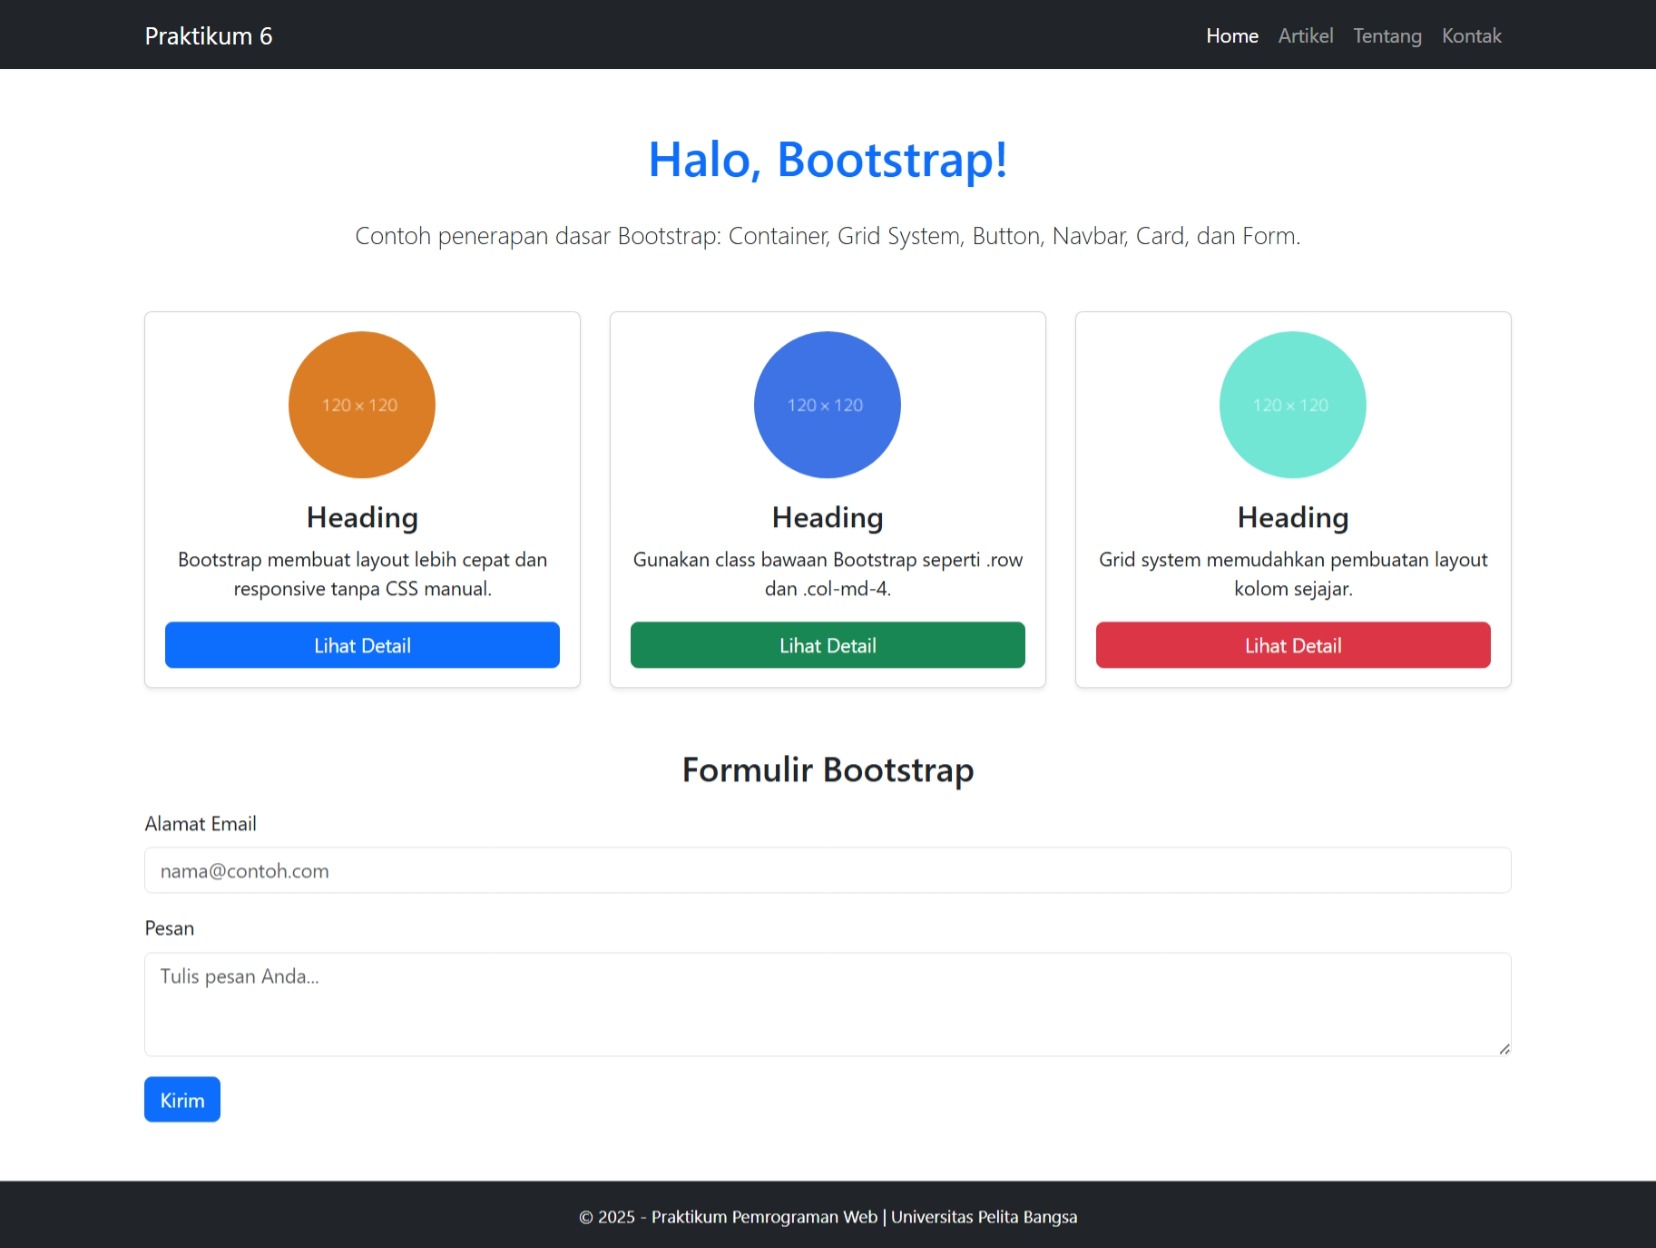 Praktikum 6
Home Artikel Tentang Kontak
Halo, Bootstrap!
Contoh penerapan dasar Bootstrap: Container, Grid System, Button, Navbar, Card, dan Form.
120 × 120
Heading
Bootstrap membuat layout lebih cepat dan
responsive tanpa CSS manual.
Lihat Detail
120 × 120
Heading
Gunakan class bawaan Bootstrap seperti .row
dan .col-md-4.
Lihat Detail
120 × 120
Heading
Grid system memudahkan pembuatan layout
kolom sejajar.
Lihat Detail
Formulir Bootstrap
Alamat Email
nama@contoh.com
Pesan
Tulis pesan Anda...
Kirim
© 2025 - Praktikum Pemrograman Web | Universitas Pelita Bangsa